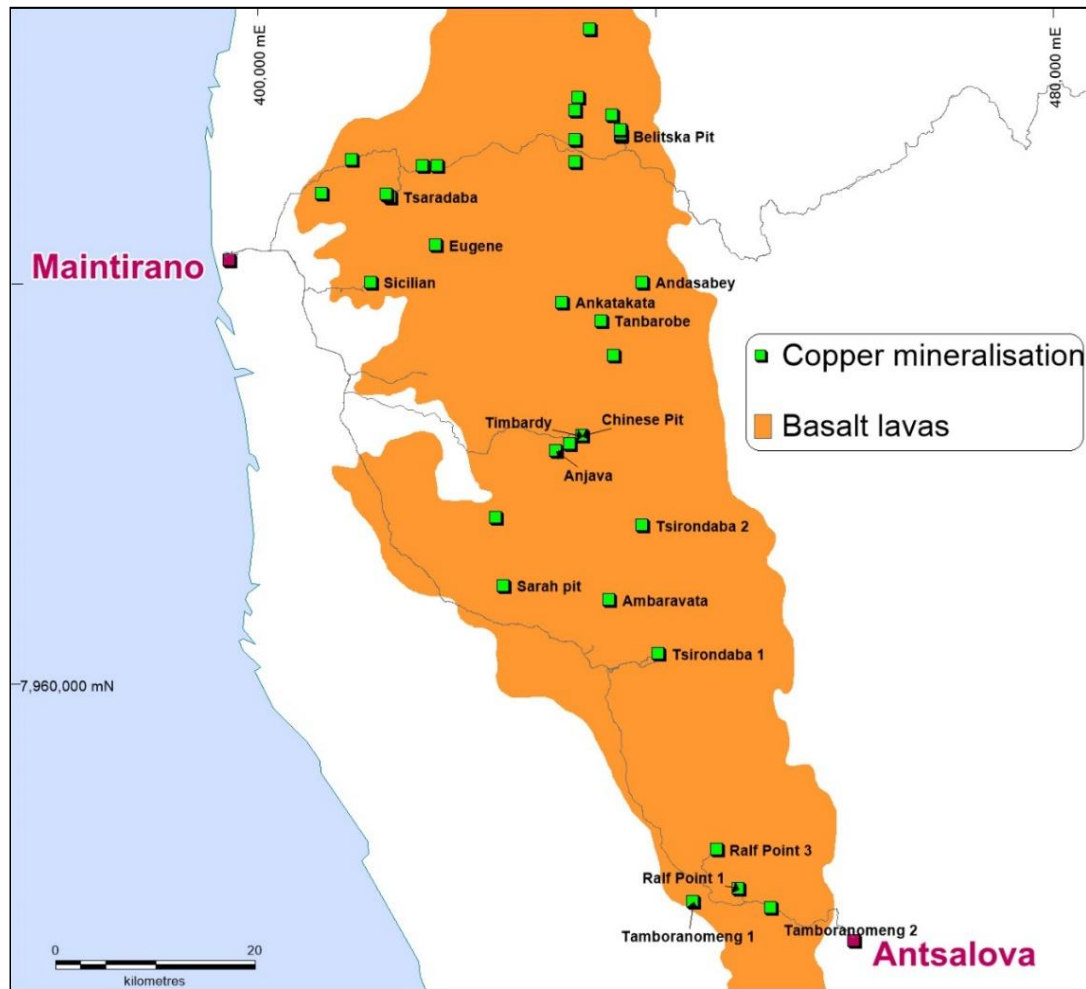 400,000 mE
480,000 mE
Belitska Pit
Tsaradaba
Eugene
Maintirano
Sicilian
Andasabey
Ankatakata
Tanbarobe
Copper mineralisation
Basalt lavas
Timbardy
Chinese Pit
Anjava
Tsirondaba 2
Sarah pit
Ambaravata
Tsirondaba 1
7,960,000 mN
Ralf Point 3
Ralf Point 1
Tamboranomeng 2
Tamboranomeng 1
Antsalova
0 20
kilometres